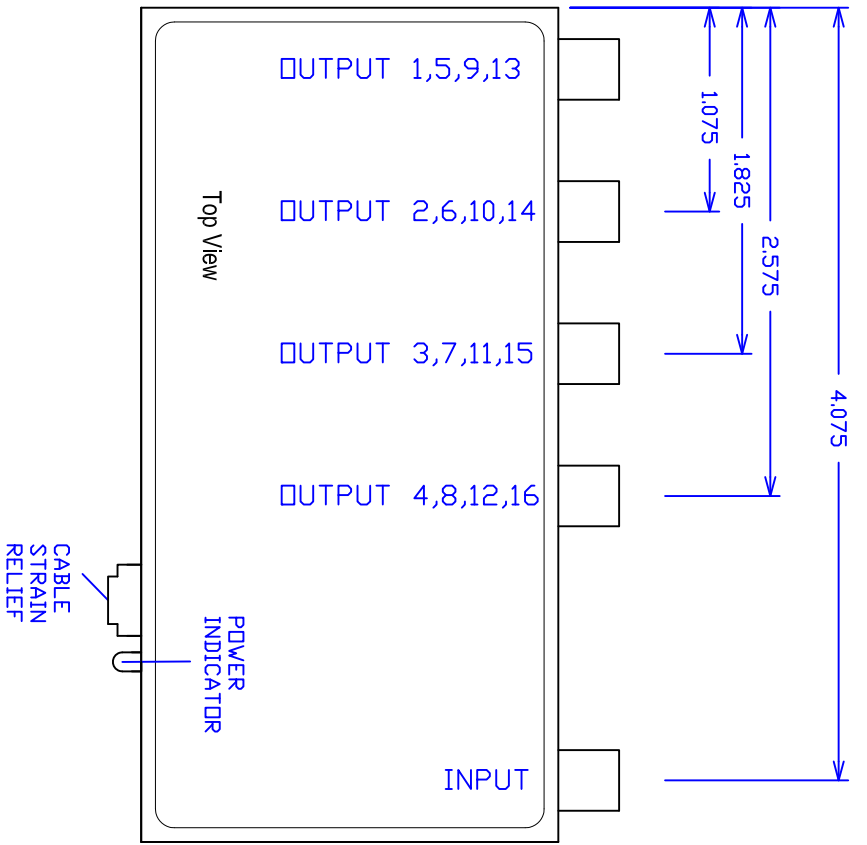 OUTPUT 1,5,9,13
OUTPUT 2,6,10,14
OUTPUT 3,7,11,15
OUTPUT 4,8,12,16
INPUT
Top View
POWER
INDICATOR
CABLE
STRAIN
RELIEF
1.075
1.825
2.575
4.075